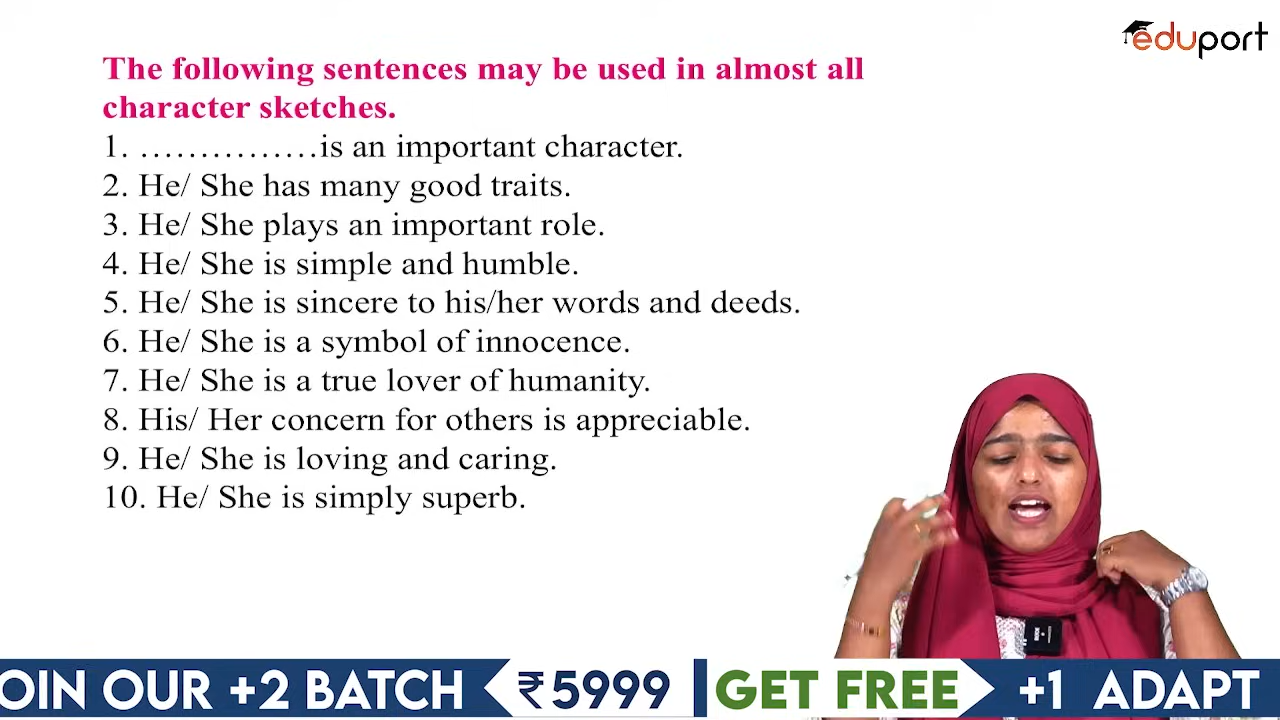 eduport
The following sentences may be used in almost all
character sketches.
1. ……………is an important character.
2. He/ She has many good traits.
3. He/ She plays an important role.
4. He/ She is simple and humble.
5. He/ She is sincere to his/her words and deeds.
6. He/ She is a symbol of innocence.
7. He/ She is a true lover of humanity.
8. His/ Her concern for others is appreciable.
9. He/ She is loving and caring.
10. He/ She is simply superb.
OIN OUR +2 BATCH ₹5999 GET FREE +1 ADAPT